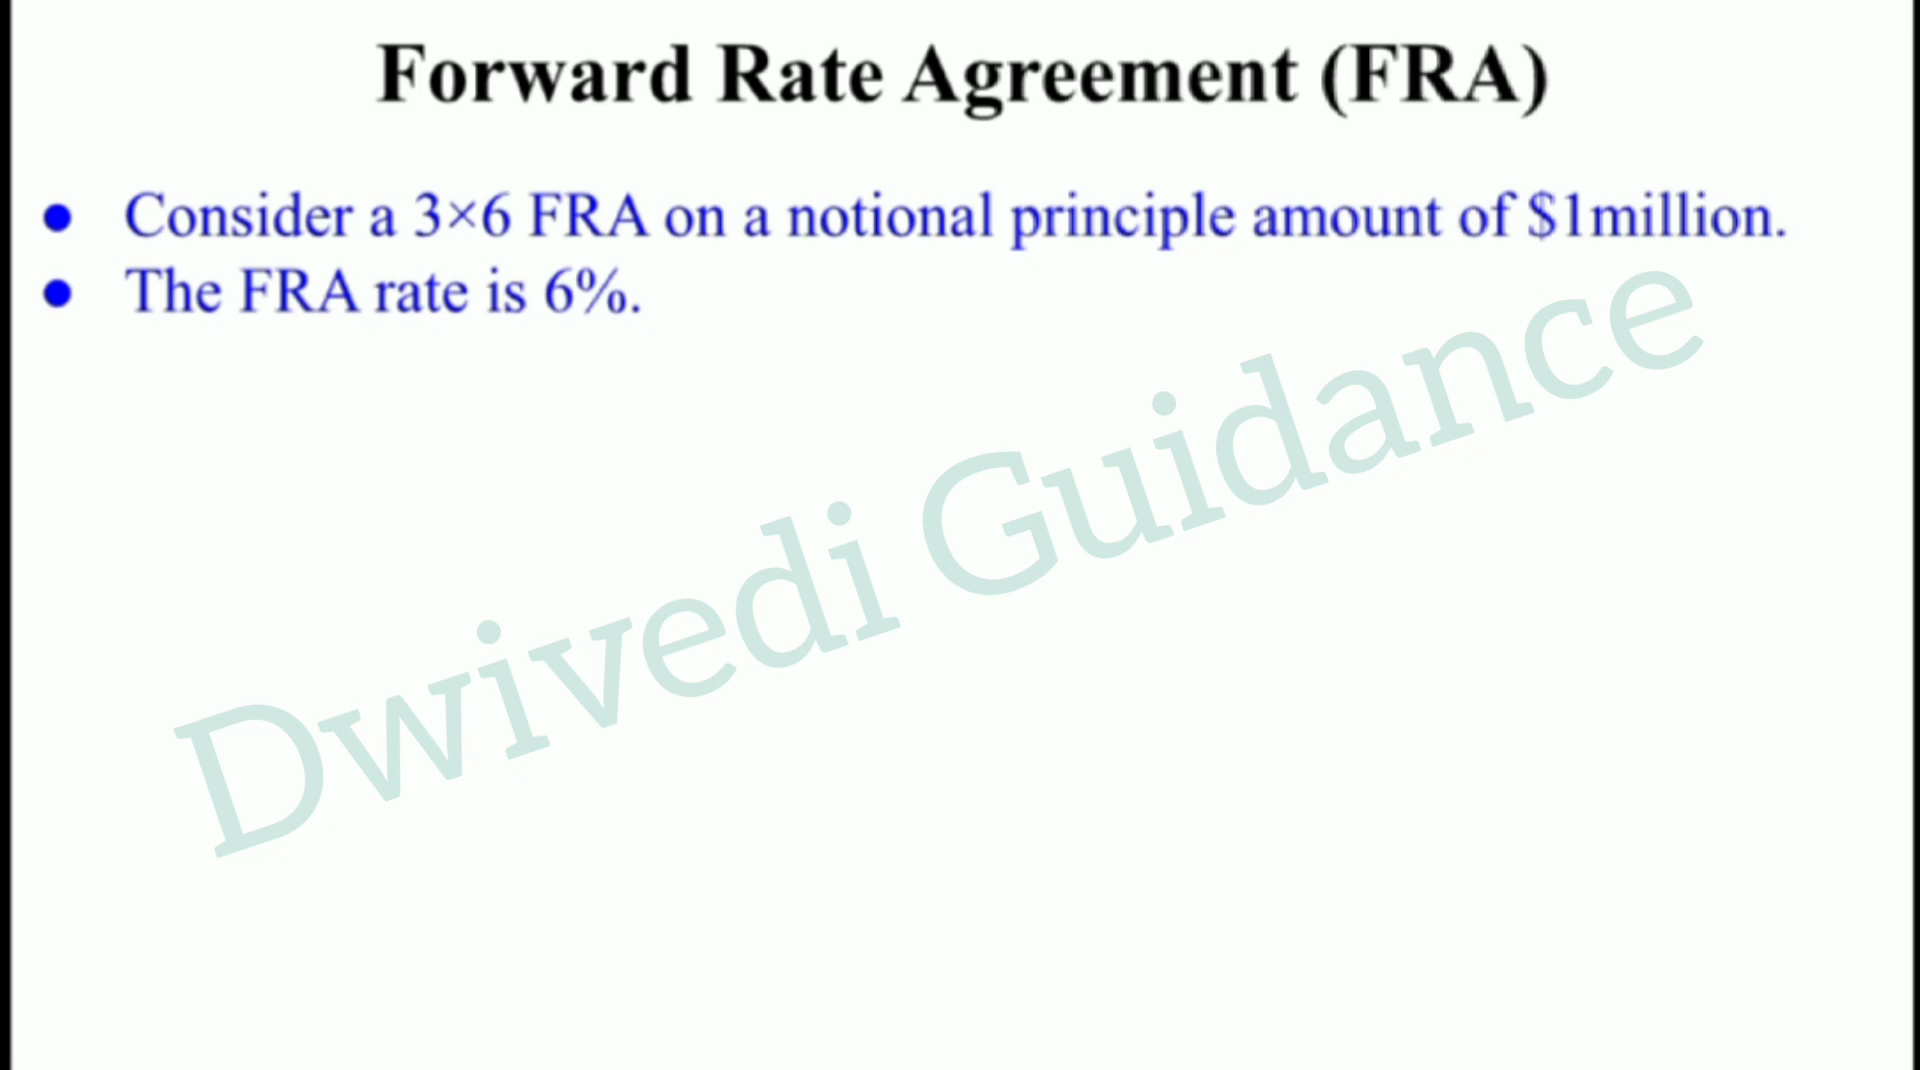 Forward Rate Agreement (FRA)
● Consider a 3×6 FRA on a notional principle amount of $1million.
● The FRA rate is 6%.
Dwivedi Guidance